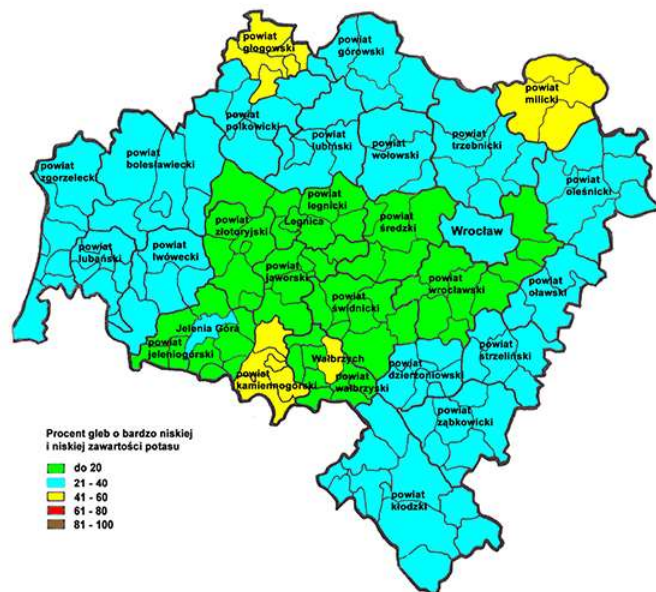 powiat
głogowski
powiat
górowski
powiat
milicki
powiat
polkowicki
powiat
lubiński
powiat
wołowski
powiat
trzebnicki
powiat
zgorzelecki
powiat
bolesławiecki
powiat
oleśnicki
powiat
legnicki
Legnica
powiat
złotoryjski
powiat
średzki
Wrocław
powiat
lubański
powiat
lwówecki
powiat
jaworski
powiat
wrocławski
powiat
oławski
powiat
świdnicki
Jelenia Góra
powiat
jeleniogórski
Wałbrzych
powiat
strzeliński
powiat
kamiennogórski
powiat
wałbrzyski
powiat
dzierżoniowski
powiat
ząbkowicki
powiat
kłodzki
Procent gleb o bardzo niskiej
i niskiej zawartości potasu
do 20
21 - 40
41 - 60
61 - 80
81 - 100